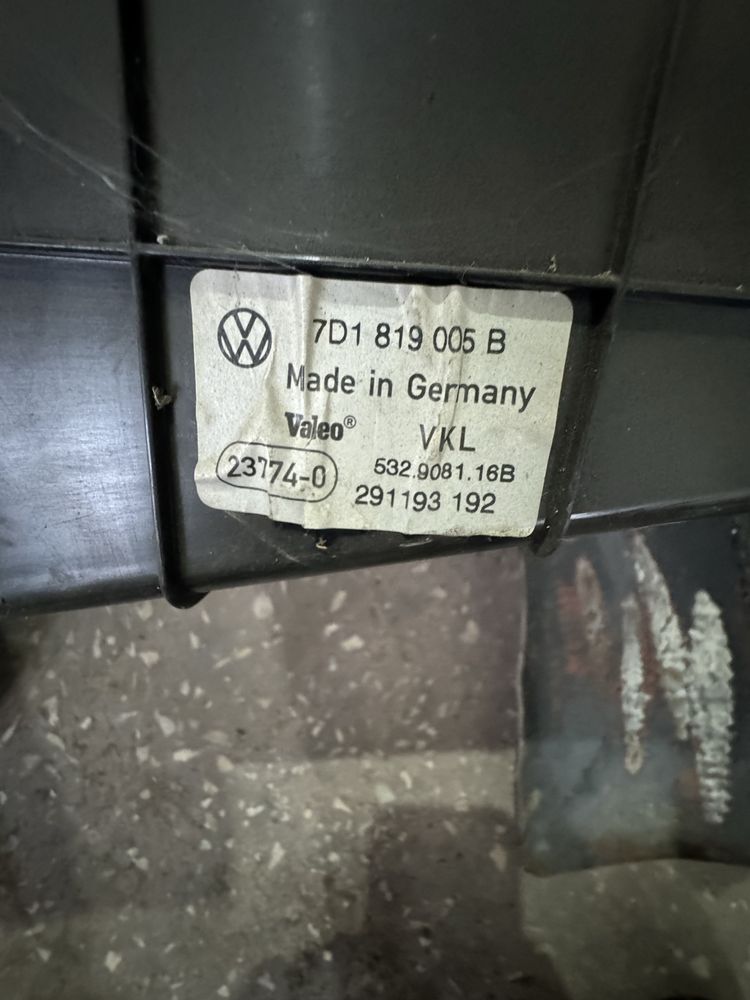 7D1 819 005 B
Made in Germany
Valeo® VKL
23774-0 532.9081.16B
291193 192